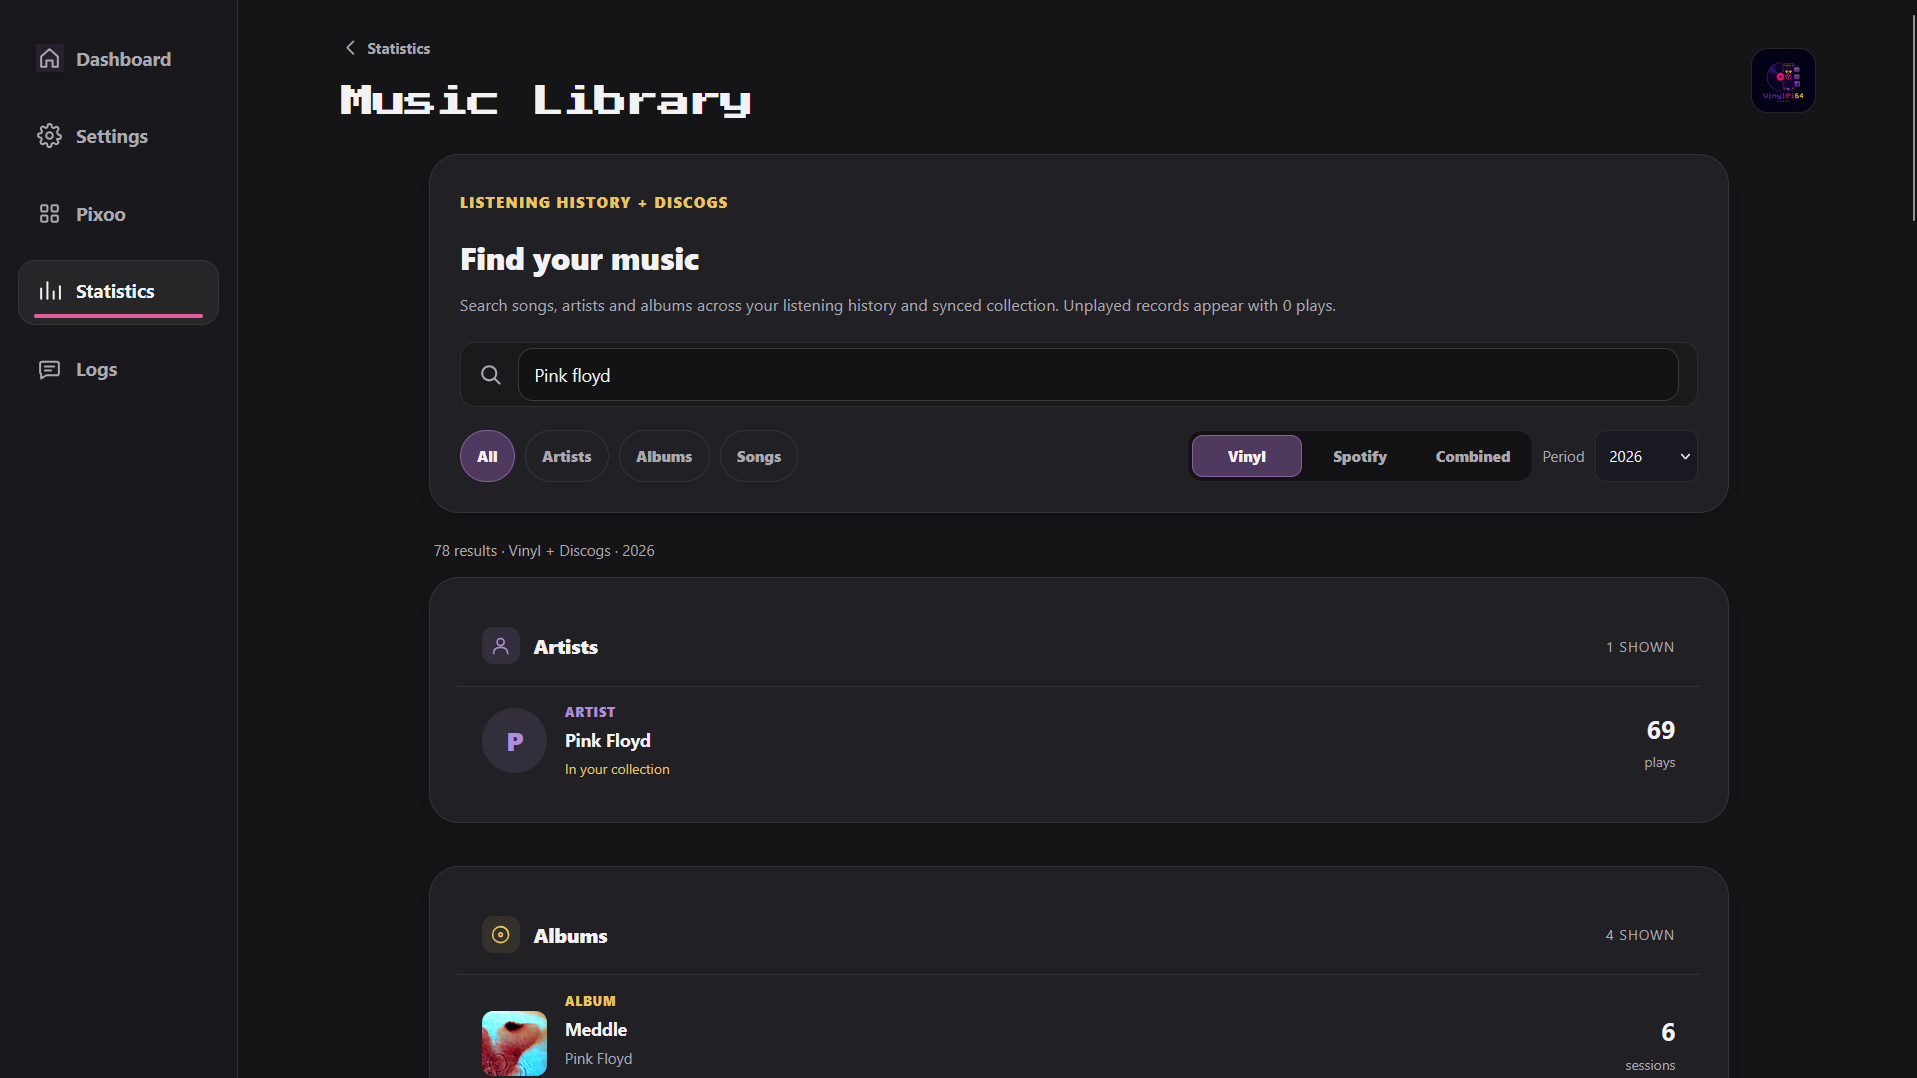 Dashboard
Settings
Pixoo
Statistics
Logs
Statistics
Music Library
VinylPi64
LISTENING HISTORY + DISCOGS
Find your music
Search songs, artists and albums across your listening history and synced collection. Unplayed records appear with 0 plays.
Pink floyd
All Artists Albums Songs Vinyl Spotify Combined Period 2026
78 results · Vinyl + Discogs · 2026
Artists 1 SHOWN
P
ARTIST
Pink Floyd
In your collection
69
plays
Albums 4 SHOWN
ALBUM
Meddle
Pink Floyd
6
sessions